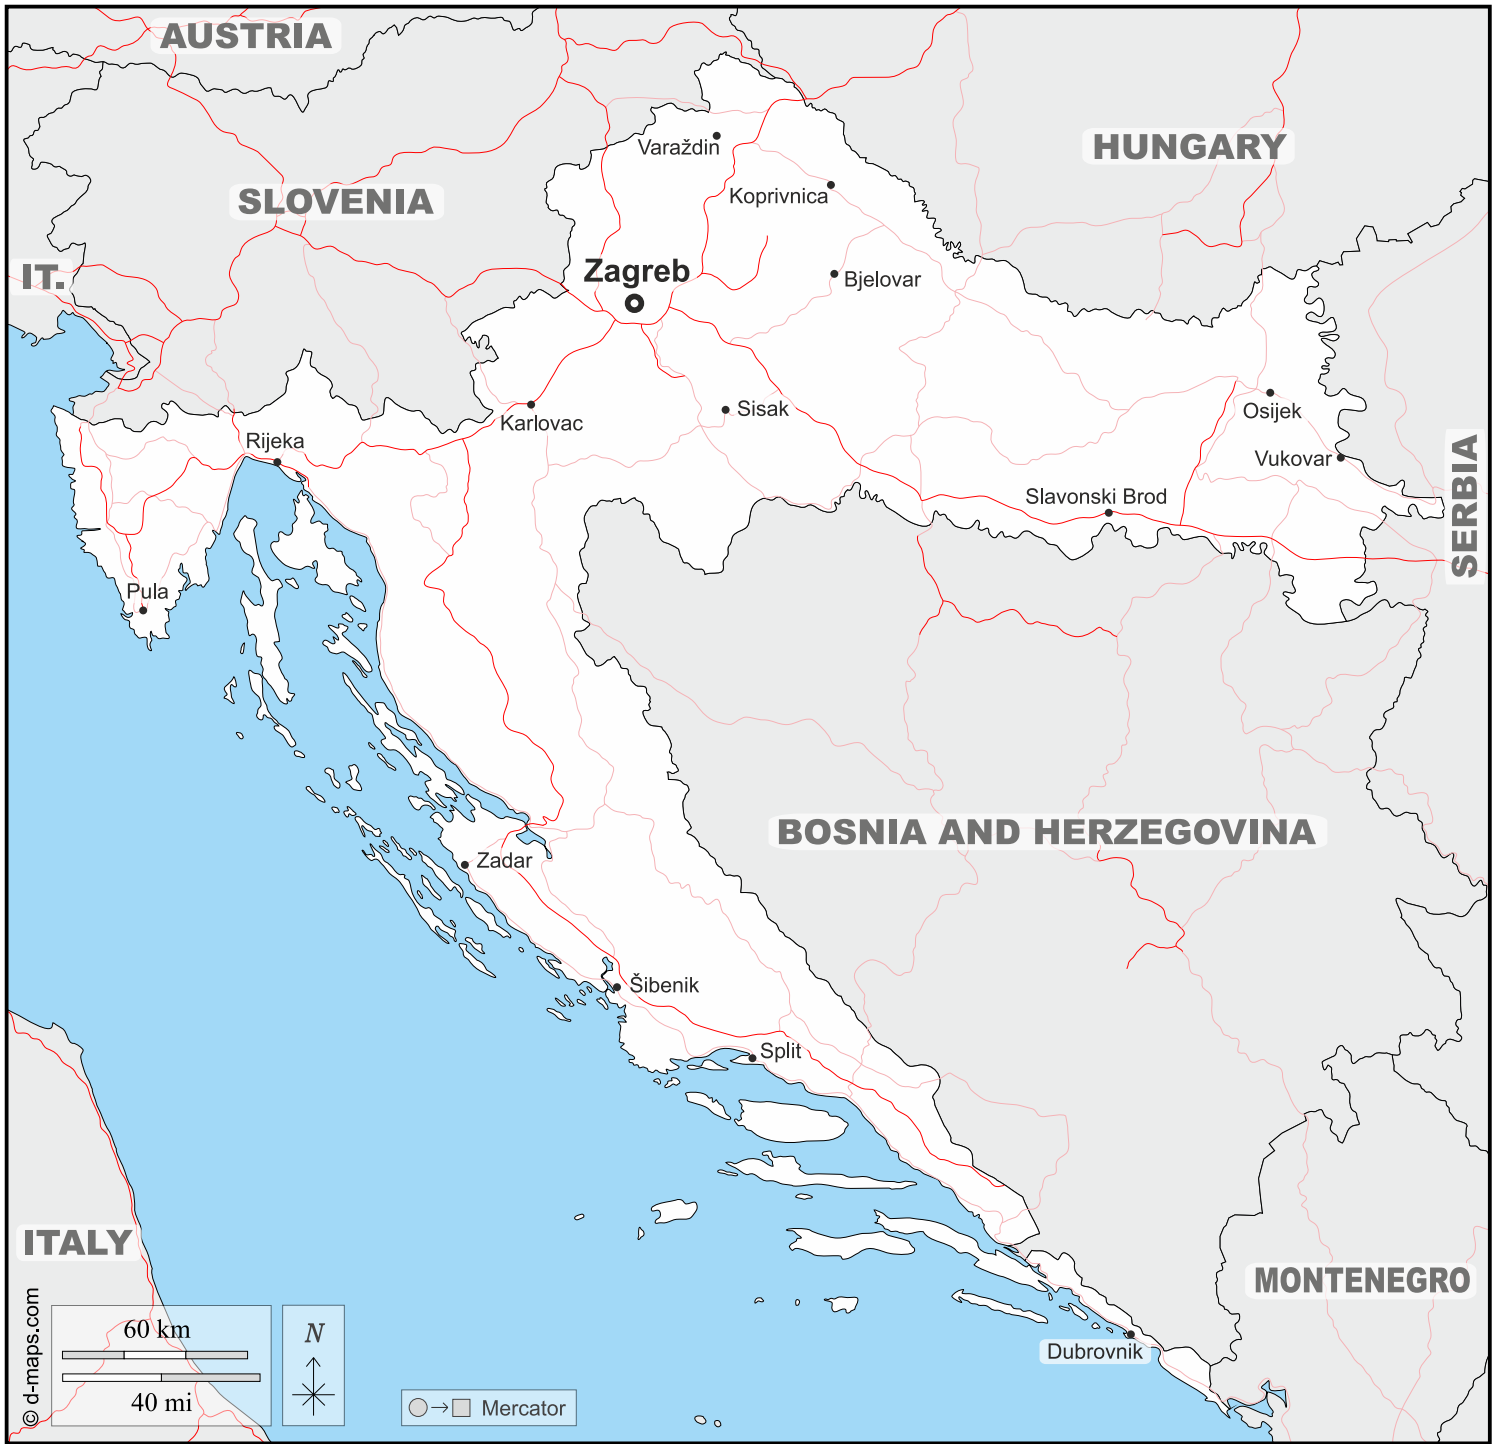 AUSTRIA
HUNGARY
Varaždin
Koprivnica
SLOVENIA
IT.
Zagreb
Bjelovar
Karlovac
Sisak
Osijek
Rijeka
Vukovar
Slavonski Brod
SERBIA
Pula
BOSNIA AND HERZEGOVINA
Zadar
Šibenik
Split
ITALY
MONTENEGRO
Dubrovnik
© d-maps.com
60 km
40 mi
N
Mercator